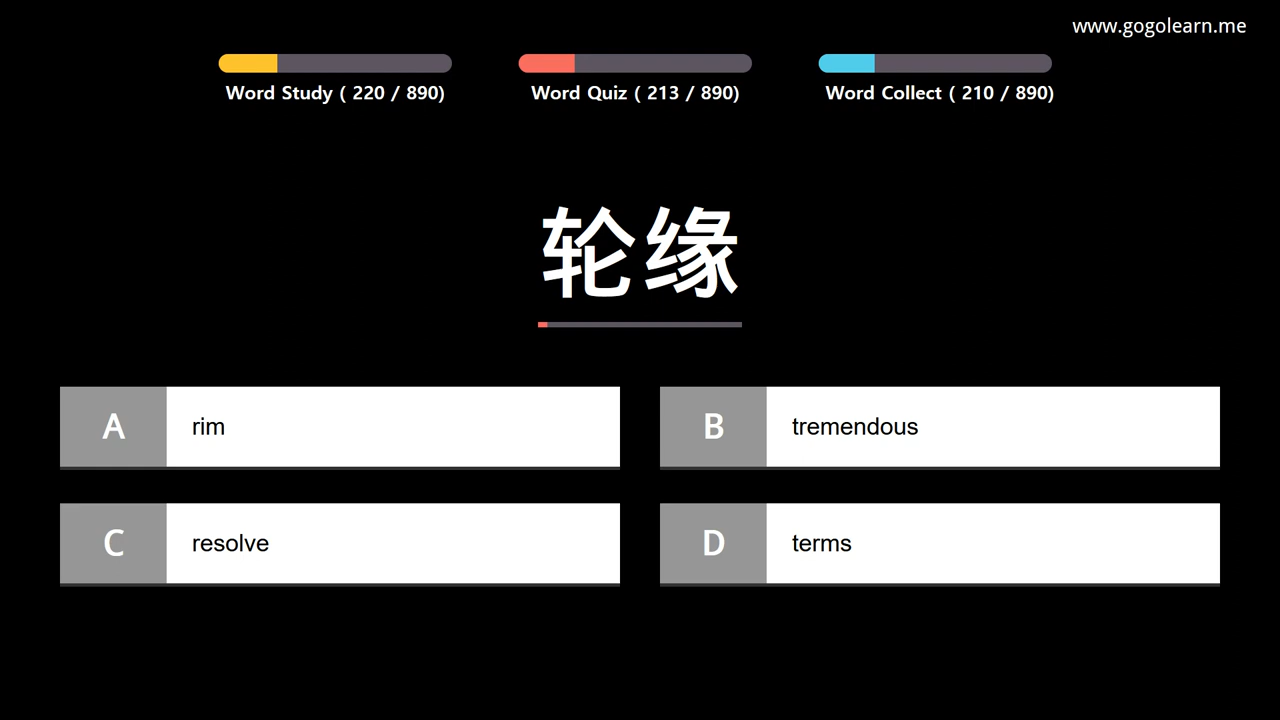 www.gogolearn.me
Word Study ( 220 / 890)
Word Quiz ( 213 / 890)
Word Collect ( 210 / 890)
轮缘
A rim
B tremendous
C resolve
D terms